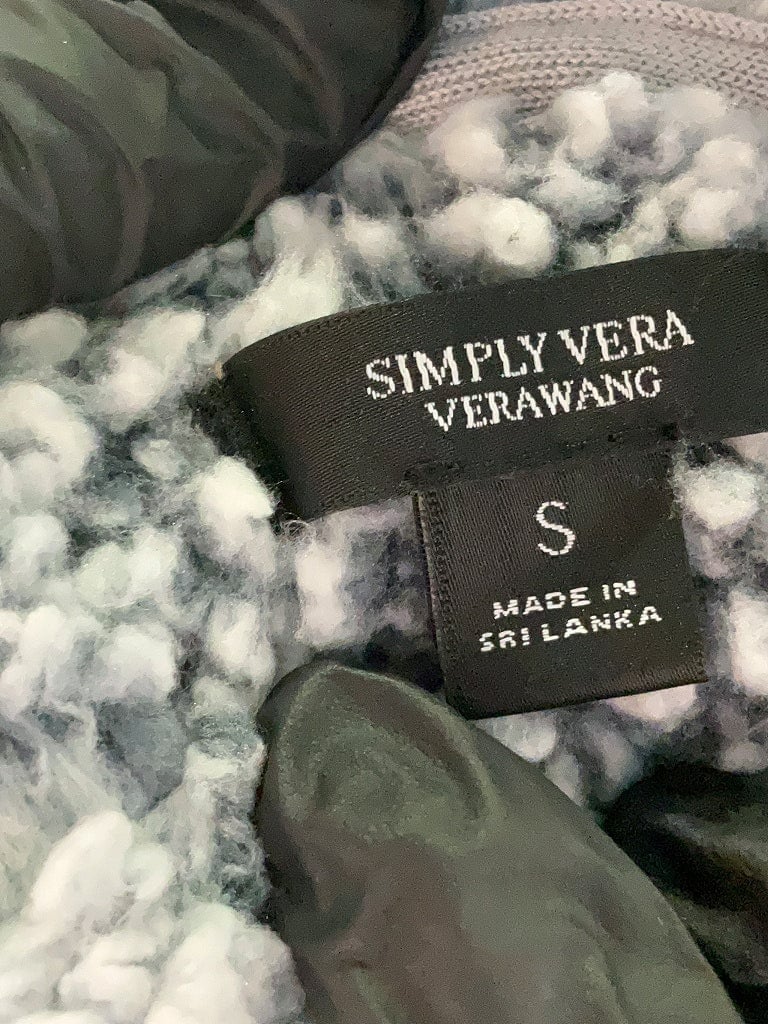 SIMPLY VERA
VERAWANG
S
MADE IN
SRI LANKA